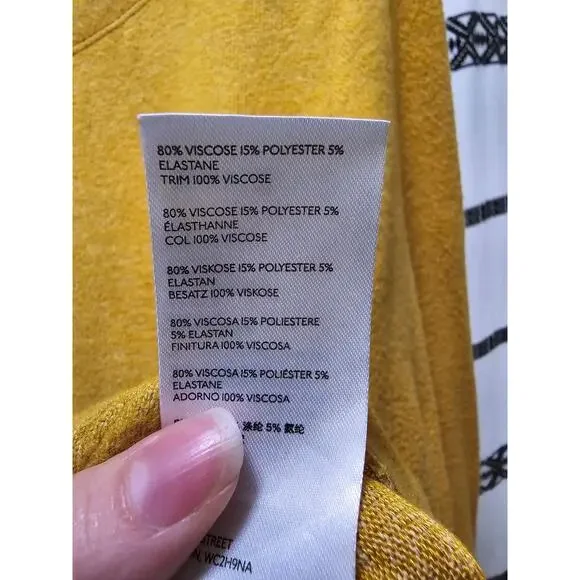 80% VISCOSE 15% POLYESTER 5%
ELASTANE
TRIM 100% VISCOSE
80% VISCOSE 15% POLYESTER 5%
ÉLASTHANNE
COL 100% VISCOSE
80% VISKOSE 15% POLYESTER 5%
ELASTAN
BESATZ 100% VISKOSE
80% VISCOSA 15% POLIESTERE
5% ELASTAN
FINITURA 100% VISCOSA
80% VISCOSA 15% POLIÉSTER 5%
ELASTANE
ADORNO 100% VISCOSA
涤纶 5% 氨纶
STREET
WC2H9NA